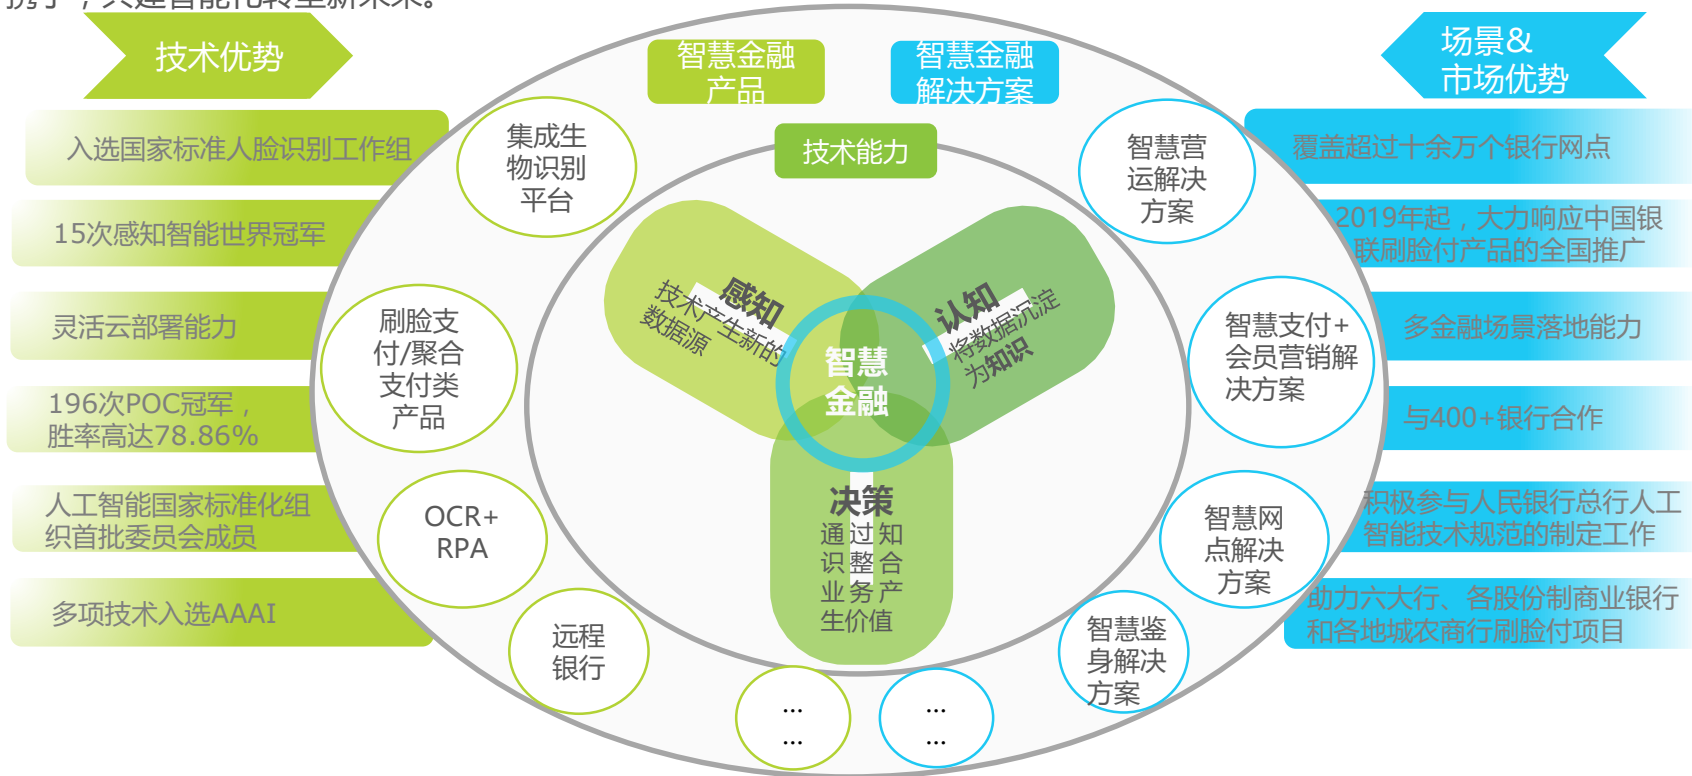 携手，共建智能化转型新未来。
技术优势
入选国家标准人脸识别工作组
15次感知智能世界冠军
灵活云部署能力
196次POC冠军，
胜率高达78.86%
人工智能国家标准化组
织首批委员会成员
多项技术入选AAAI
智慧金融
产品
集成生
物识别
平台
刷脸支
付/聚合
支付类
产品
OCR+
RPA
远程
银行
...
...
技术能力
感知
技术产生新的
数据源
认知
将数据沉淀
为知识
智慧
金融
决策
通过知
识整合
业务产
生价值
智慧金融
解决方案
智慧营
运解决
方案
智慧支付+
会员营销解
决方案
智慧网
点解决
方案
智慧鉴
身解决
方案
...
...
场景&
市场优势
覆盖超过十余万个银行网点
2019年起，大力响应中国银
联刷脸付产品的全国推广
多金融场景落地能力
与400+银行合作
积极参与人民银行总行人工
智能技术规范的制定工作
助力六大行、各股份制商业银行
和各地城农商行刷脸付项目